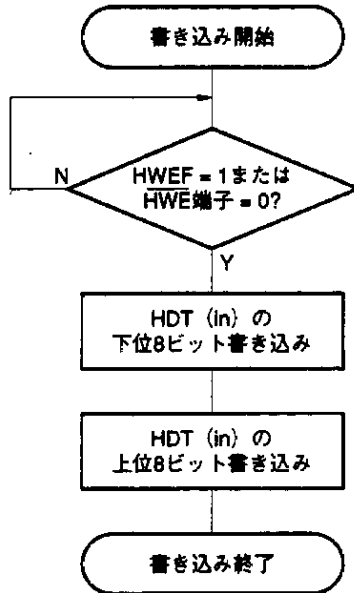 書き込み開始
N
HWEF = 1または
HWE端子 = 0?
Y
HDT (in) の
下位8ビット書き込み
HDT (in) の
上位8ビット書き込み
書き込み終了